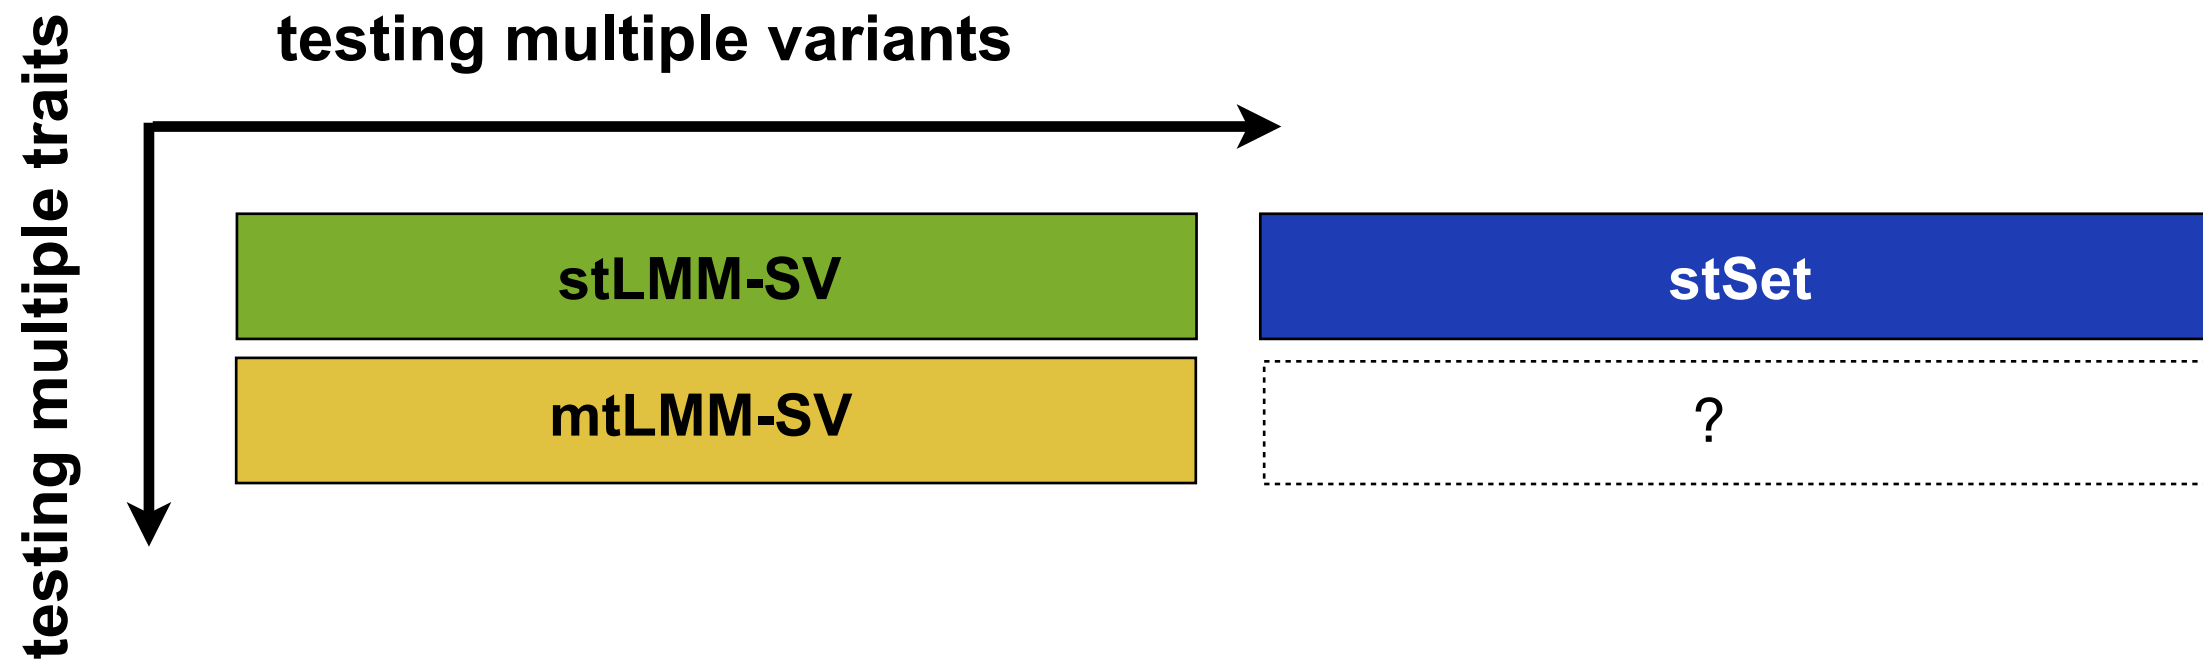 testing multiple variants
testing multiple traits
stLMM-SV
stSet
mtLMM-SV
?